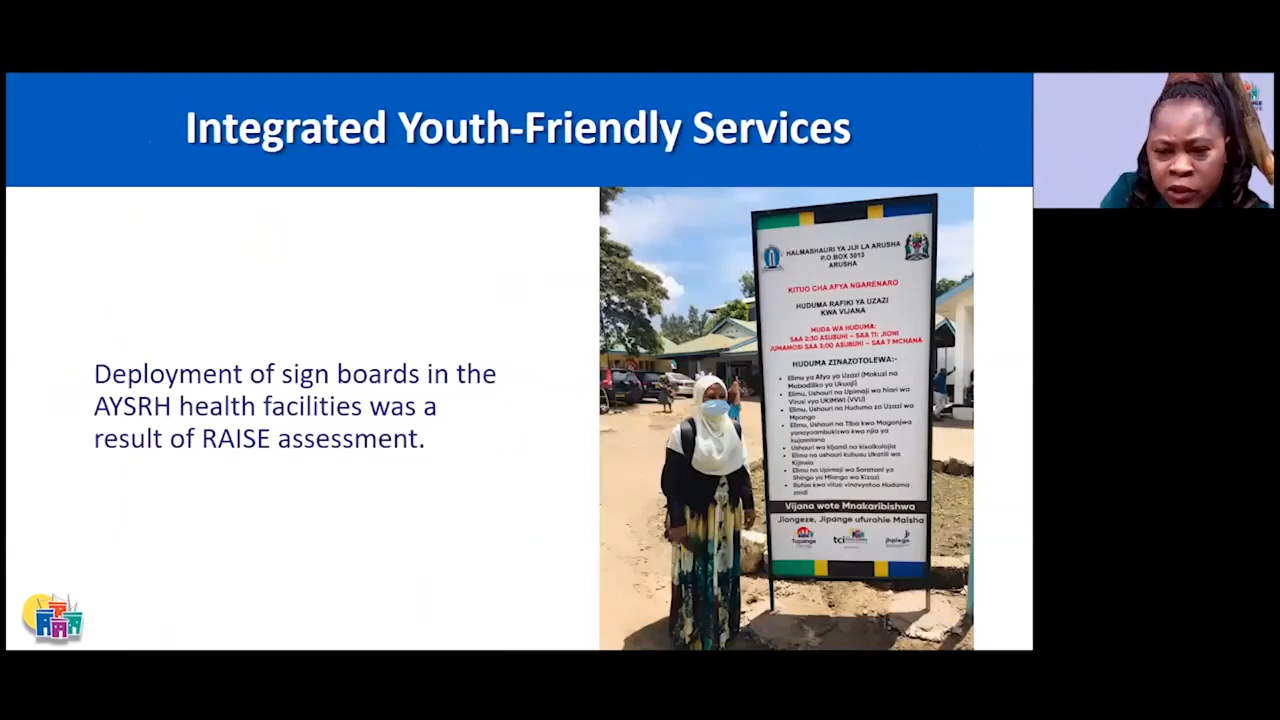 Integrated Youth-Friendly Services
Deployment of sign boards in the
AYSRH health facilities was a
result of RAISE assessment.
HALMASHAURI YA JIJI LA ARUSHA
P.O.BOX 3013
ARUSHA
KITUO CHA AFYA NGARENARO
HUDUMA RAFIKI YA UZAZI
KWA VIJANA
MUDA WA HUDUMA:
SAA 2:30 ASUBUHI – SAA 11: JIONI
JUMAMOSI SAA 3:00 ASUBUHI – SAA 7 MCHANA
HUDUMA ZINAZOTOLEWA:-
Elimu ya Afya ya Uzazi (Makuzi na
Mabadiliko ya Ukuaji)
Elimu, Ushauri na Upimaji wa hiari wa
Virusi vya UKIMWI (VVU)
Elimu, Ushauri na Huduma za Uzazi wa
Mpango
Elimu, Ushauri na Tiba kwa Magonjwa
yanayoambukizwa kwa njia ya
kujamiana
Ushauri wa kijamii na kisaikolojia
Elimu na ushauri kuhusu Ukatili wa
Kijinsia
Elimu na Upimaji wa Saratani ya
Shingo ya Mlango wa Kizazi
Rufaa kwa vituo vinavyotoa Huduma
zaidi
Vijana wote Mnakaribishwa
Jiongeze, Jipange ufurahie Maisha
Tupange
tci
jhpiego